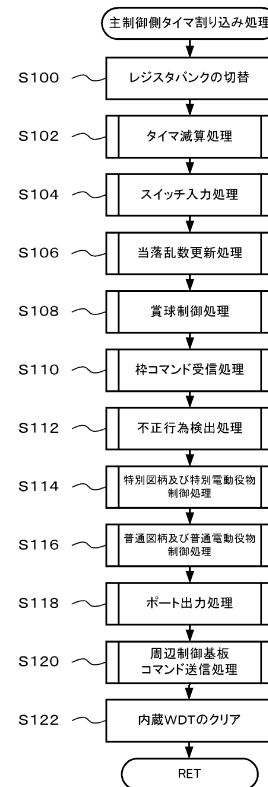 主制御側タイマ割り込み処理
S100
レジスタバンクの切替
S102
タイマ減算処理
S104
スイッチ入力処理
S106
当落乱数更新処理
S108
賞球制御処理
S110
枠コマンド受信処理
S112
不正行為検出処理
S114
特別図柄及び特別電動役物
制御処理
S116
普通図柄及び普通電動役物
制御処理
S118
ポート出力処理
S120
周辺制御基板
コマンド送信処理
S122
内蔵WDTのクリア
RET